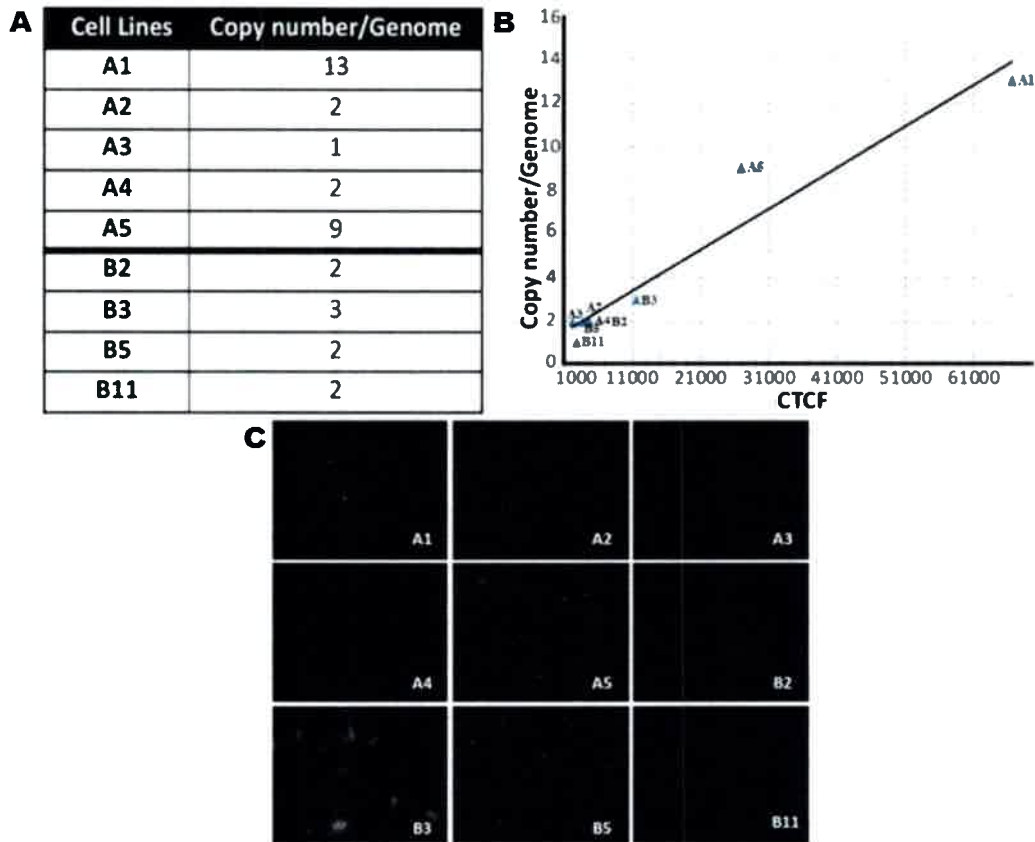 A
Cell Lines Copy number/Genome
A1 13
A2 2
A3 1
A4 2
A5 9
B2 2
B3 3
B5 2
B11 2
B
Copy number/Genome
16
14
12
10
8
6
4
2
0
A1
A5
B3
A3 A2
A4 B2
B5
B11
1000 11000 21000 31000 41000 51000 61000
CTCF
C
A1 A2 A3
A4 A5 B2
B3 B5 B11